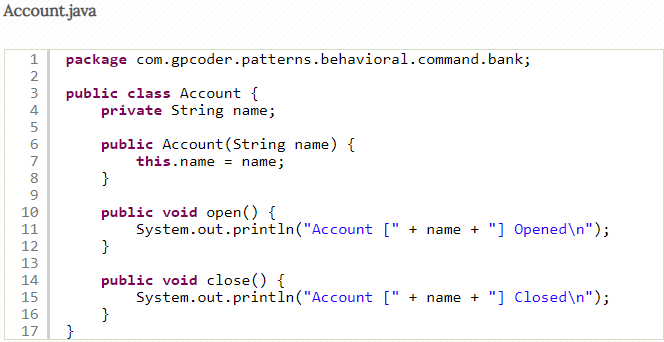 Account.java
1 package com.gpcoder.patterns.behavioral.command.bank;
2
3 public class Account {
4     private String name;
5
6     public Account(String name) {
7         this.name = name;
8     }
9
10     public void open() {
11         System.out.println("Account [" + name + "] Opened\n");
12     }
13
14     public void close() {
15         System.out.println("Account [" + name + "] Closed\n");
16     }
17 }